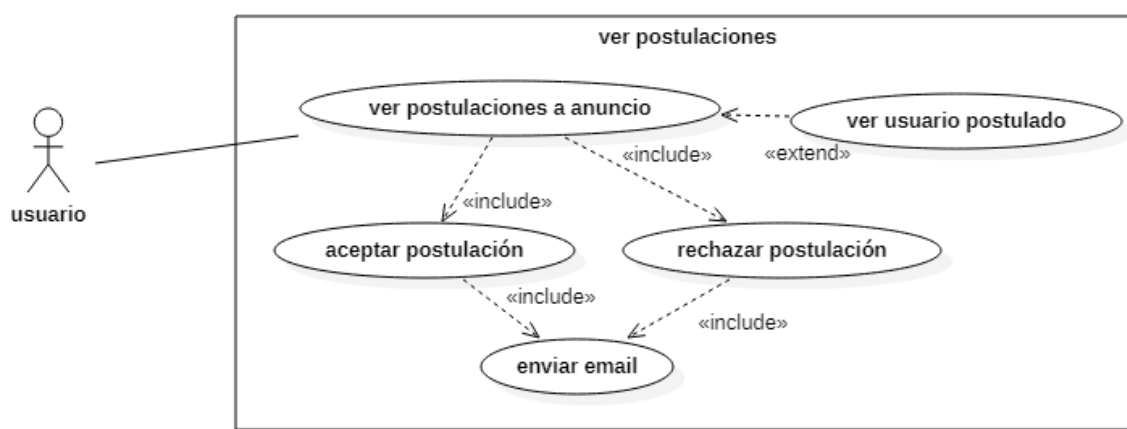 ver postulaciones
ver postulaciones a anuncio
ver usuario postulado
«include»
«extend»
usuario
«include»
aceptar postulación
rechazar postulación
«include»
«include»
enviar email